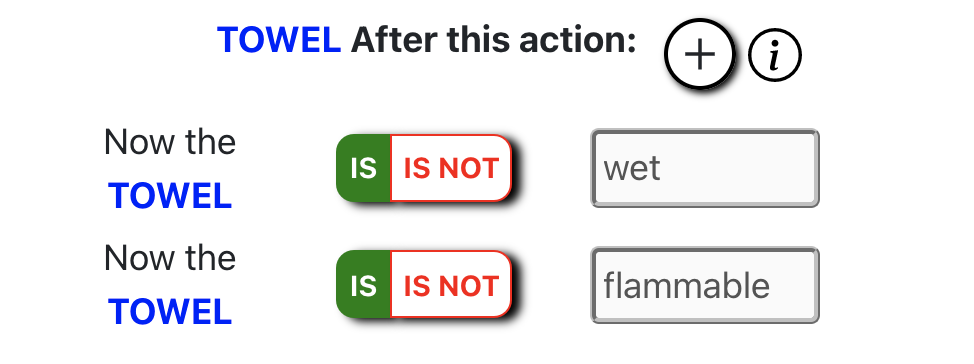 TOWEL After this action: + i
Now the IS IS NOT wet
TOWEL
Now the IS IS NOT flammable
TOWEL